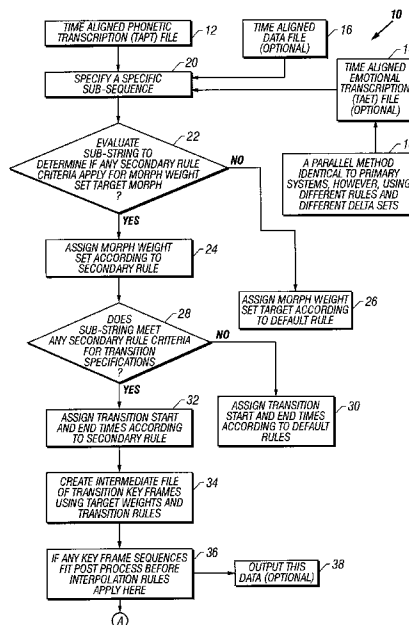 10
TIME ALIGNED PHONETIC
TRANSCRIPTION (TAPT) FILE
12
TIME ALIGNED
DATA FILE
(OPTIONAL)
16
20
SPECIFY A SPECIFIC
SUB-SEQUENCE
TIME ALIGNED
EMOTIONAL
TRANSCRIPTION
(TAET) FILE
(OPTIONAL)
EVALUATE
SUB-STRING TO
DETERMINE IF ANY SECONDARY RULE
CRITERIA APPLY FOR MORPH WEIGHT
SET TARGET MORPH
?
22
NO
YES
A PARALLEL METHOD
IDENTICAL TO PRIMARY
SYSTEMS, HOWEVER, USING
DIFFERENT RULES AND
DIFFERENT DELTA SETS
ASSIGN MORPH WEIGHT
SET ACCORDING TO
SECONDARY RULE
24
ASSIGN MORPH WEIGHT
SET TARGET ACCORDING
TO DEFAULT RULE
26
DOES
SUB-STRING MEET
ANY SECONDARY RULE CRITERIA
FOR TRANSITION
SPECIFICATIONS
?
28
NO
YES
32
ASSIGN TRANSITION START
AND END TIMES ACCORDING
TO SECONDARY RULE
ASSIGN TRANSITION
START AND END TIMES
ACCORDING TO DEFAULT
RULES
30
CREATE INTERMEDIATE FILE
OF TRANSITION KEY FRAMES
USING TARGET WEIGHTS AND
TRANSITION RULES
34
IF ANY KEY FRAME SEQUENCES
FIT POST PROCESS BEFORE
INTERPOLATION RULES
APPLY HERE
36
OUTPUT THIS
DATA (OPTIONAL)
38
A